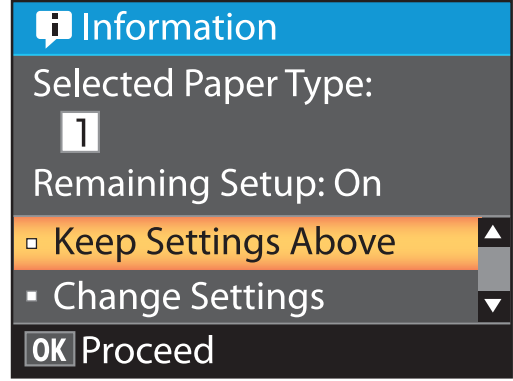 Information
Selected Paper Type:
1
Remaining Setup: On
Keep Settings Above
Change Settings
OK Proceed